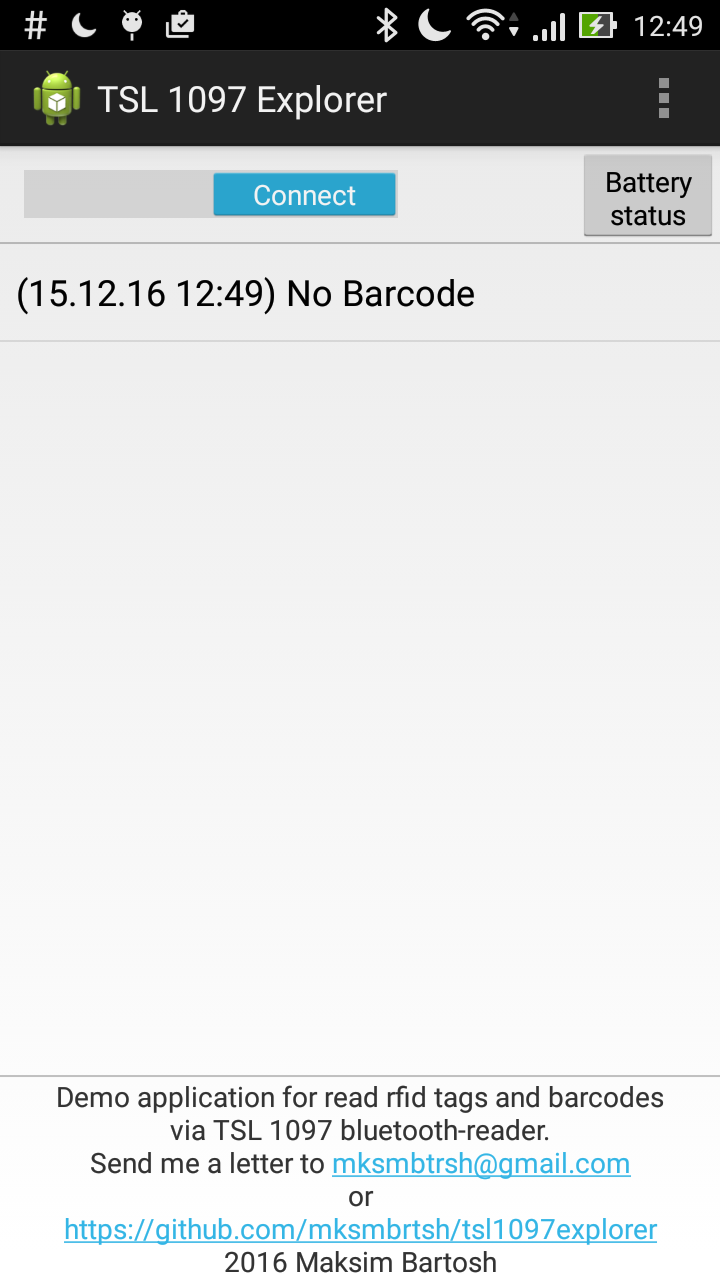 12:49
TSL 1097 Explorer
Connect
Battery
status
(15.12.16 12:49) No Barcode
Demo application for read rfid tags and barcodes
via TSL 1097 bluetooth-reader.
Send me a letter to mksmbtrsh@gmail.com
or
https://github.com/mksmbrtsh/tsl1097explorer
2016 Maksim Bartosh